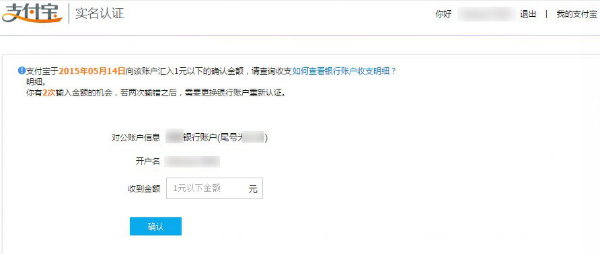 支付宝 | 实名认证 你好 退出 | 我的支付宝
支付宝于2015年05月14日向该账户汇入1元以下的确认金额，请查询收支如何查看银行账户收支明细？
明细。
你有2次输入金额的机会，若两次输错之后，需要更换银行账户重新认证。
对公账户信息 银行账户(尾号为)
开户名
收到金额 1元以下金额 元
确认